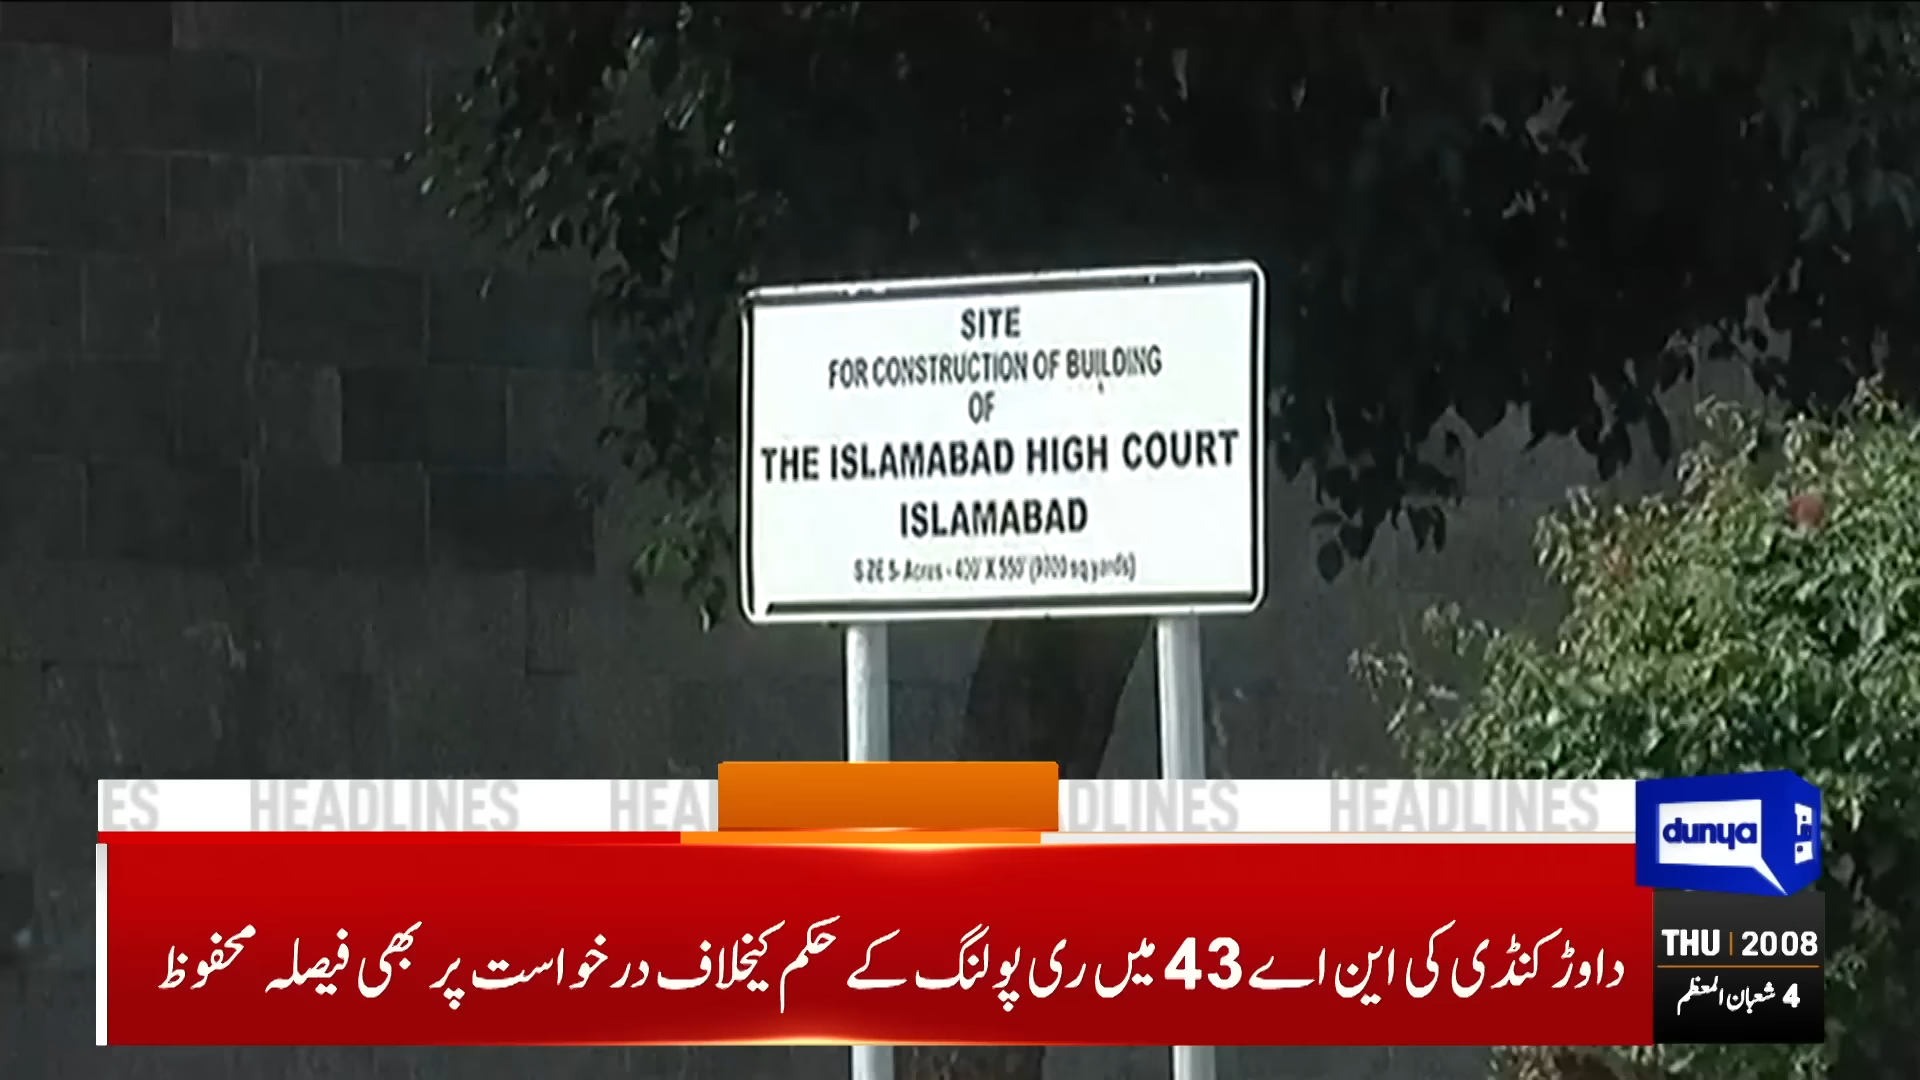 SITE
FOR CONSTRUCTION OF BUILDING
OF
THE ISLAMABAD HIGH COURT
ISLAMABAD
HEADLINES HEADLINES
dunya
داوڑ کنڈی کی این اے 43 میں ری پولنگ کے حکم کیخلاف درخواست پر بھی فیصلہ محفوظ
THU | 2008
4 شعبان المعظم